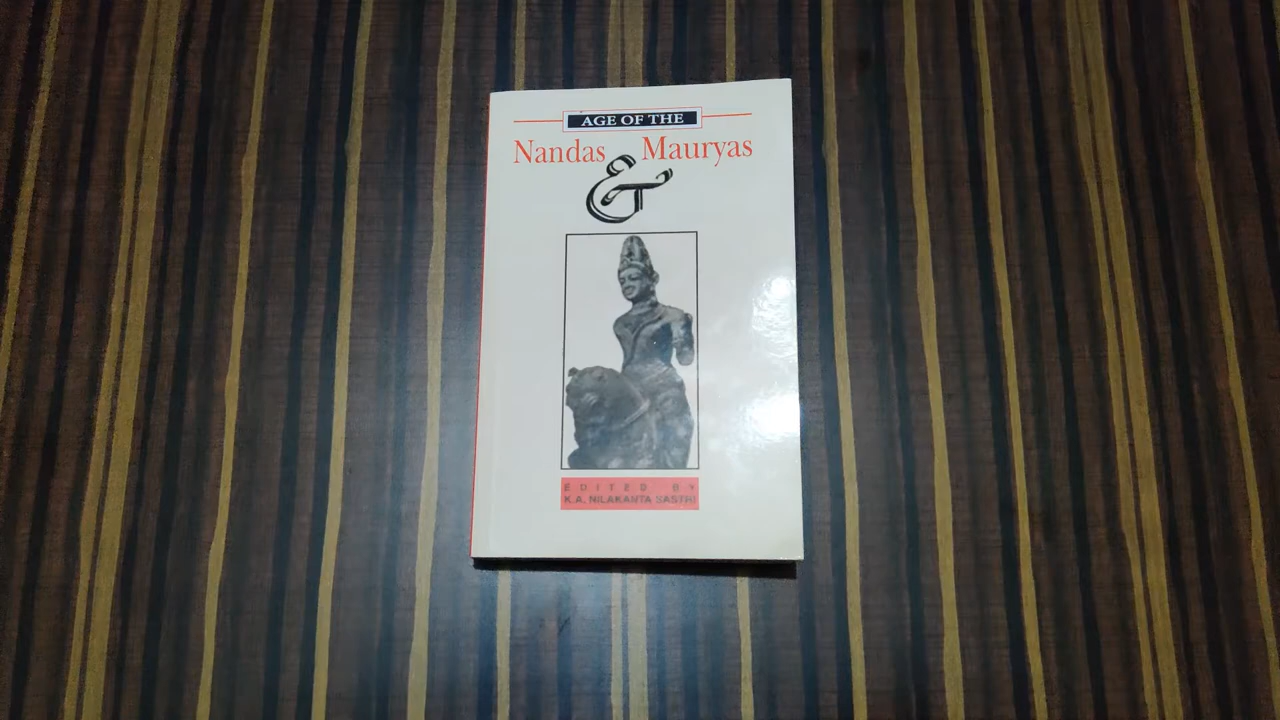 AGE OF THE
Nandas & Mauryas
EDITED BY
K.A. NILAKANTA SASTRI